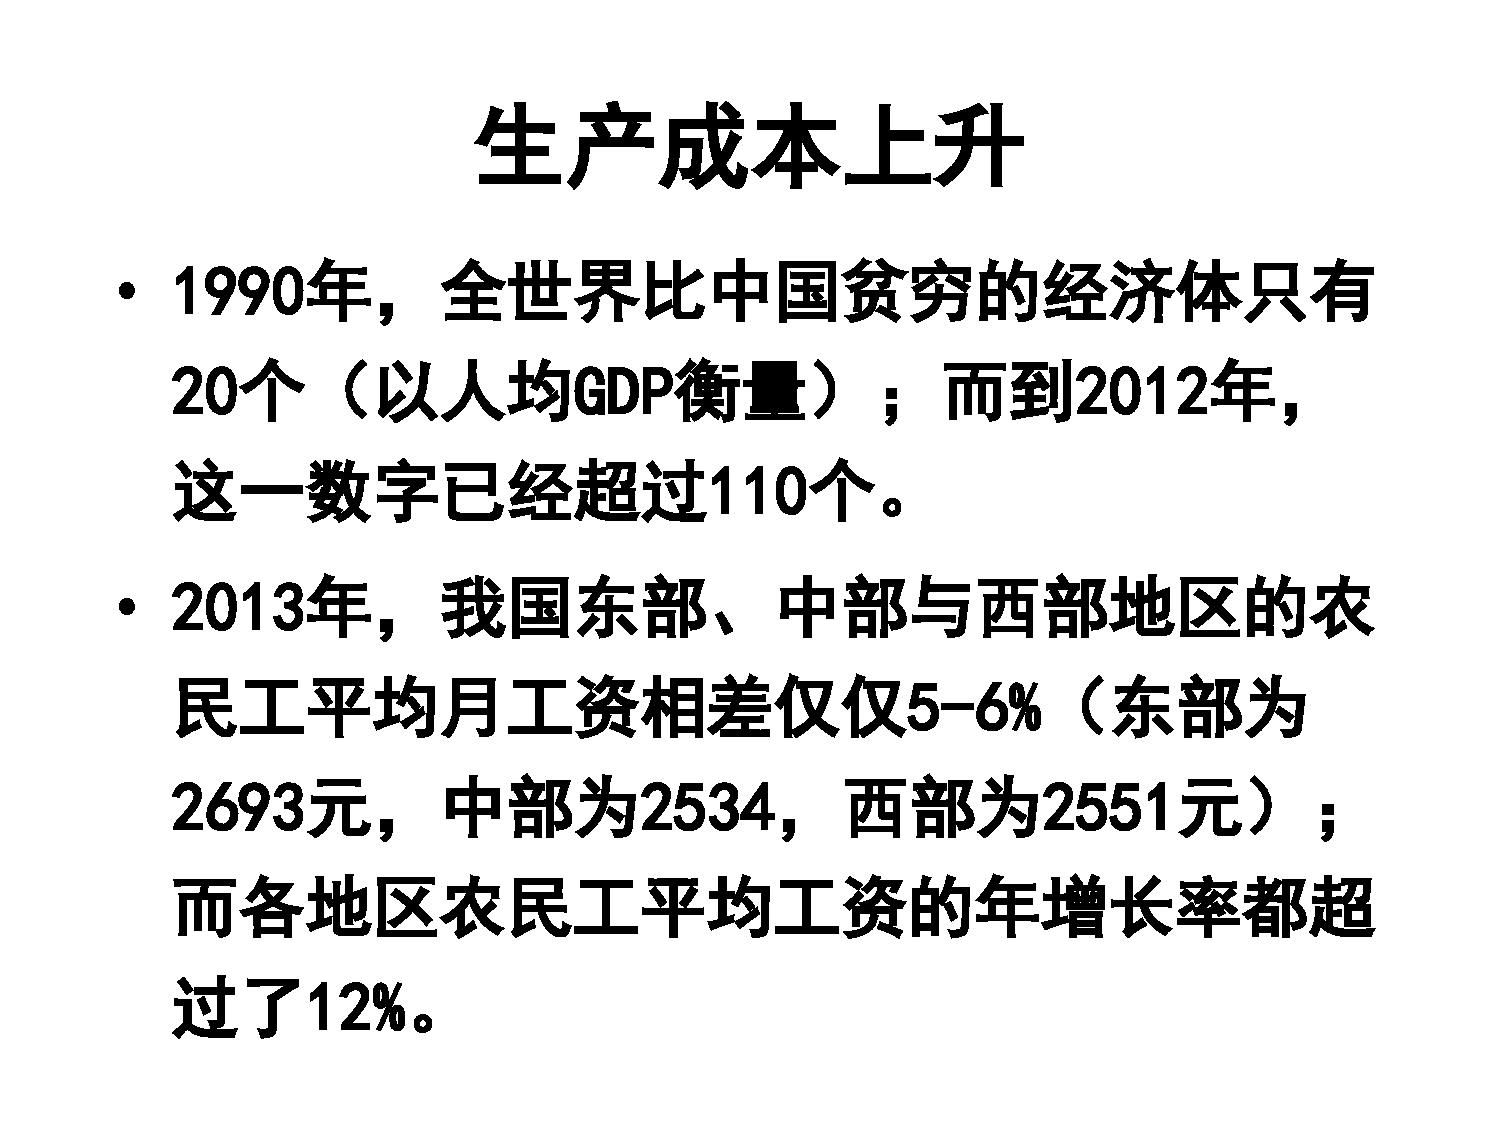 生产成本上升
• 1990年，全世界比中国贫穷的经济体只有
20个（以人均GDP衡量）；而到2012年，
这一数字已经超过110个。
• 2013年，我国东部、中部与西部地区的农
民工平均月工资相差仅仅5-6%（东部为
2693元，中部为2534，西部为2551元）；
而各地区农民工平均工资的年增长率都超
过了12%。